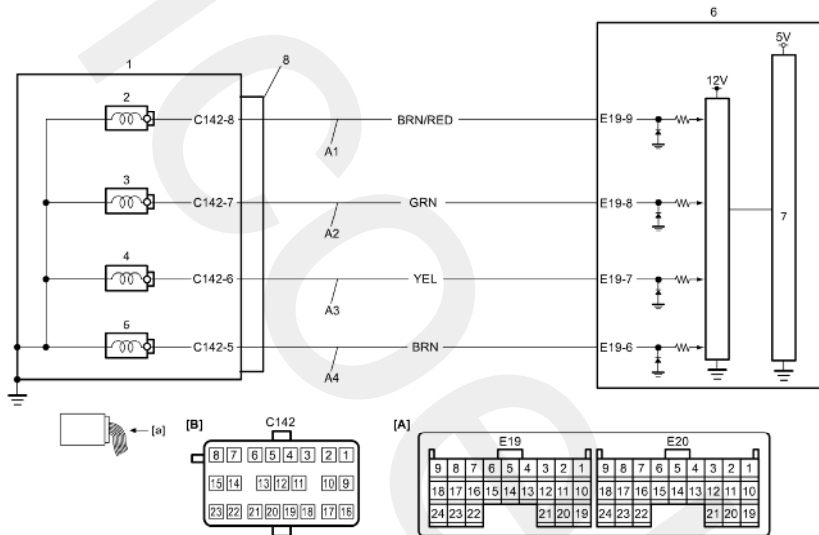 6
5V
1
8
12V
2
C142-8
BRN/RED
E19-9
A1
3
C142-7
GRN
E19-8
A2
7
4
C142-6
YEL
E19-7
A3
5
C142-5
BRN
E19-6
A4
[a]
[B]
C142
[A]
E19
E20
8 7 6 5 4 3 2 1
15 14 13 12 11 10 9
23 22 21 20 19 18 17 16
9 8 7 6 5 4 3 2 1
18 17 16 15 14 13 12 11 10
24 23 22 21 20 19
9 8 7 6 5 4 3 2 1
18 17 16 15 14 13 12 11 10
24 23 22 21 20 19